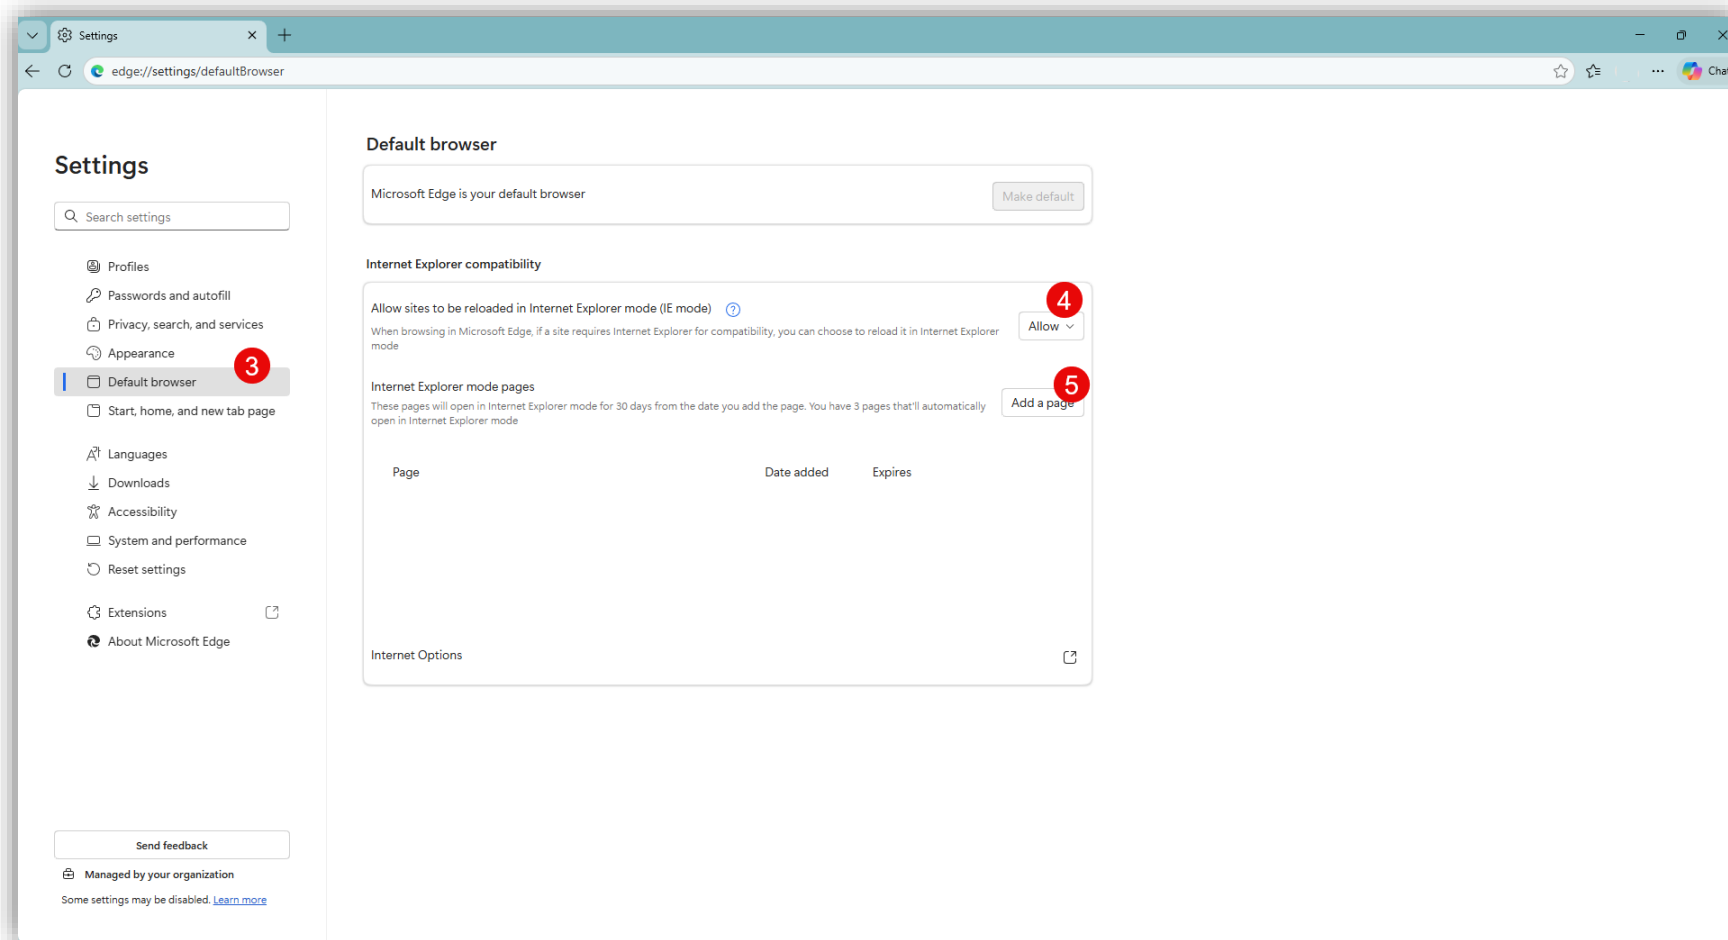 Settings
edge://settings/defaultBrowser
Chat
Settings
Search settings
Profiles
Passwords and autofill
Privacy, search, and services
Appearance
3
Default browser
Start, home, and new tab page
Languages
Downloads
Accessibility
System and performance
Reset settings
Extensions
About Microsoft Edge
Send feedback
Managed by your organization
Some settings may be disabled. Learn more
Default browser
Microsoft Edge is your default browser
Make default
Internet Explorer compatibility
Allow sites to be reloaded in Internet Explorer mode (IE mode) ?
4
When browsing in Microsoft Edge, if a site requires Internet Explorer for compatibility, you can choose to reload it in Internet Explorer
mode
Allow
Internet Explorer mode pages
5
These pages will open in Internet Explorer mode for 30 days from the date you add the page. You have 3 pages that'll automatically
open in Internet Explorer mode
Add a page
Page Date added Expires
Internet Options